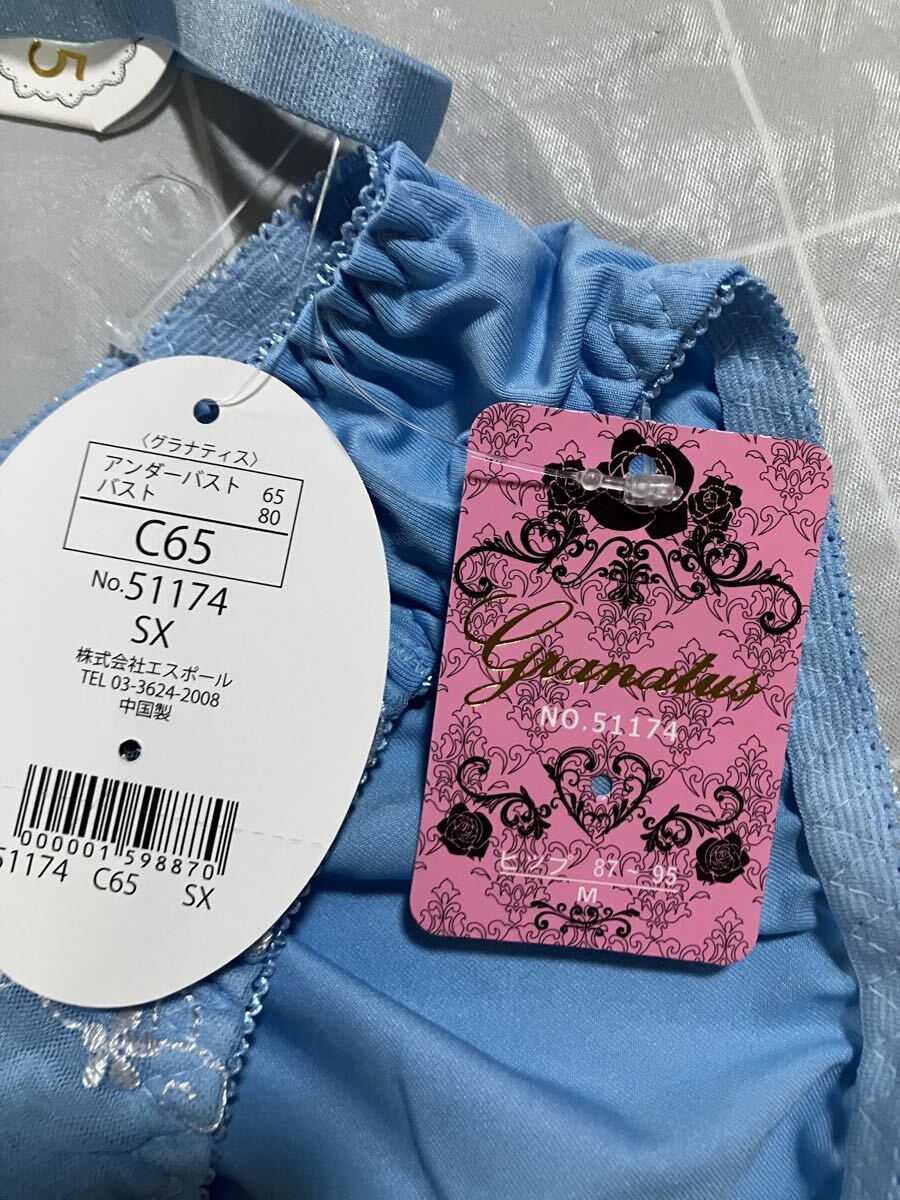 5
〈グラナティス〉
アンダーバスト 65
バスト 80
C65
No.51174
SX
株式会社エスポール
TEL 03-3624-2008
中国製
000001598870
51174 C65 SX
Granatus
NO.51174
ヒップ 87~95
M